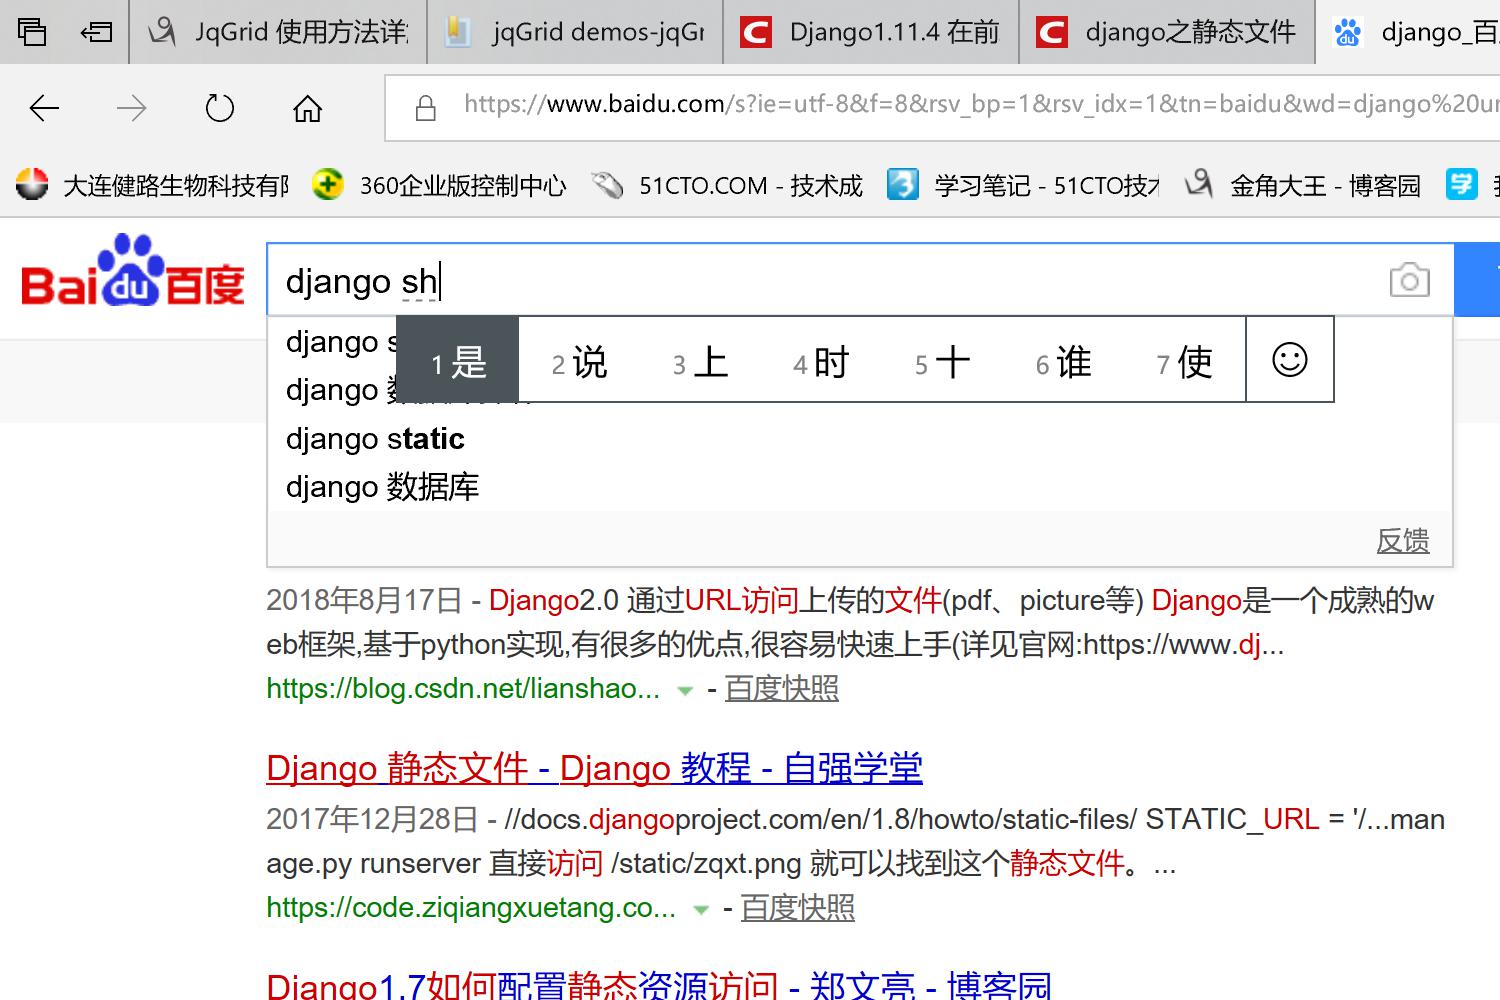 JqGrid 使用方法详
jqGrid demos-jqGr
Django1.11.4 在前
django之静态文件
django_百
https://www.baidu.com/s?ie=utf-8&f=8&rsv_bp=1&rsv_idx=1&tn=baidu&wd=django%20ur
大连健路生物科技有
360企业版控制中心
51CTO.COM - 技术成
学习笔记 - 51CTO技
金角大王 - 博客园
学
Bai du 百度
django sh
django s
1 是 2 说 3 上 4 时 5 十 6 谁 7 使
django
django static
django 数据库
反馈
2018年8月17日 - Django2.0 通过URL访问上传的文件(pdf、picture等) Django是一个成熟的w
eb框架,基于python实现,有很多的优点,很容易快速上手(详见官网:https://www.dj...
https://blog.csdn.net/lianshao... - 百度快照
Django 静态文件 - Django 教程 - 自强学堂
2017年12月28日 - //docs.djangoproject.com/en/1.8/howto/static-files/ STATIC_URL = '/...man
age.py runserver 直接访问 /static/zqxt.png 就可以找到这个静态文件。...
https://code.ziqiangxuetang.co... - 百度快照
Django1.7如何配置静态资源访问 - 郑文亮 - 博客园